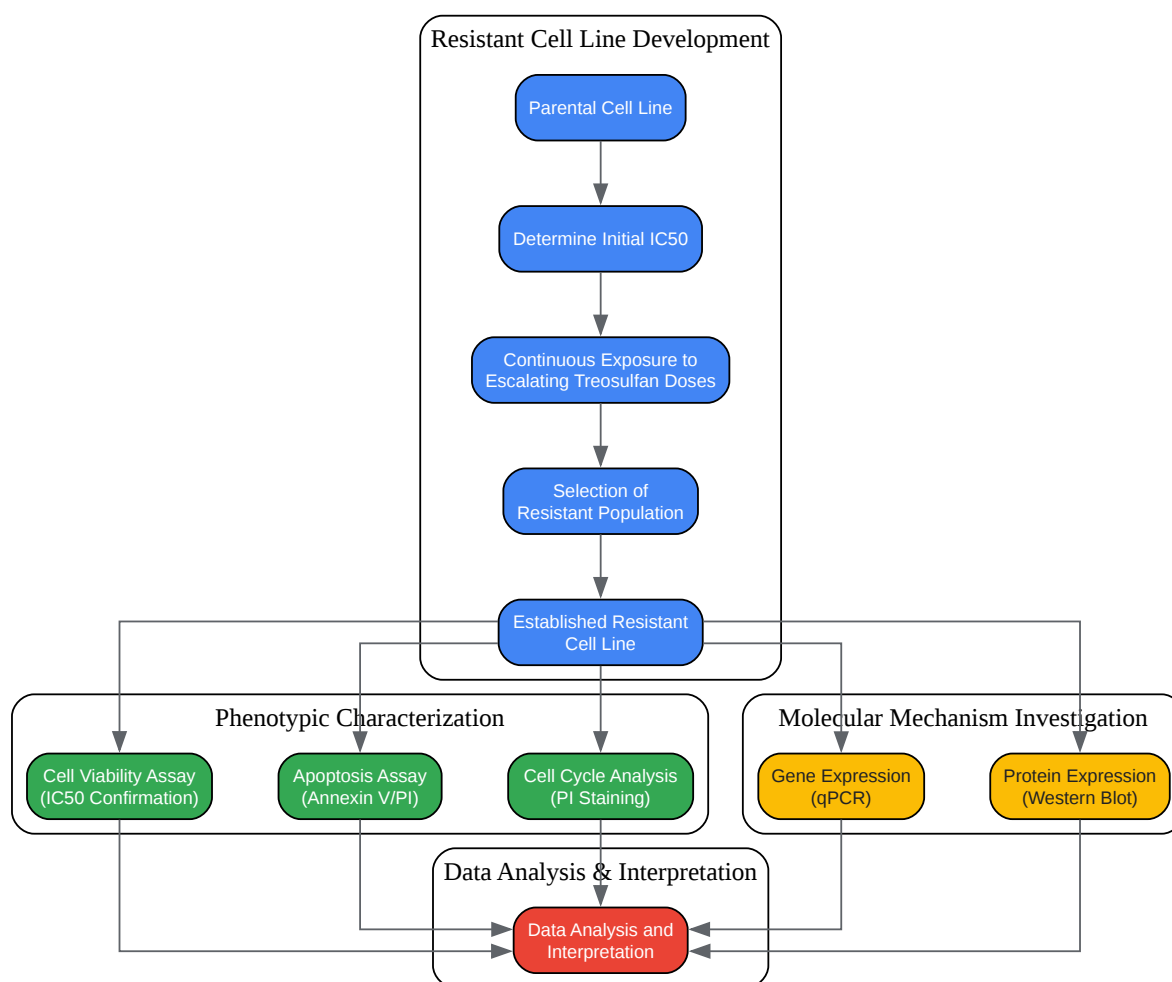 Resistant Cell Line Development
Parental Cell Line
Determine Initial IC50
Continuous Exposure to
Escalating Treosulfan Doses
Selection of
Resistant Population
Established Resistant
Cell Line
Phenotypic Characterization
Molecular Mechanism Investigation
Cell Viability Assay
(IC50 Confirmation)
Apoptosis Assay
(Annexin V/PI)
Cell Cycle Analysis
(PI Staining)
Gene Expression
(qPCR)
Protein Expression
(Western Blot)
Data Analysis & Interpretation
Data Analysis and
Interpretation